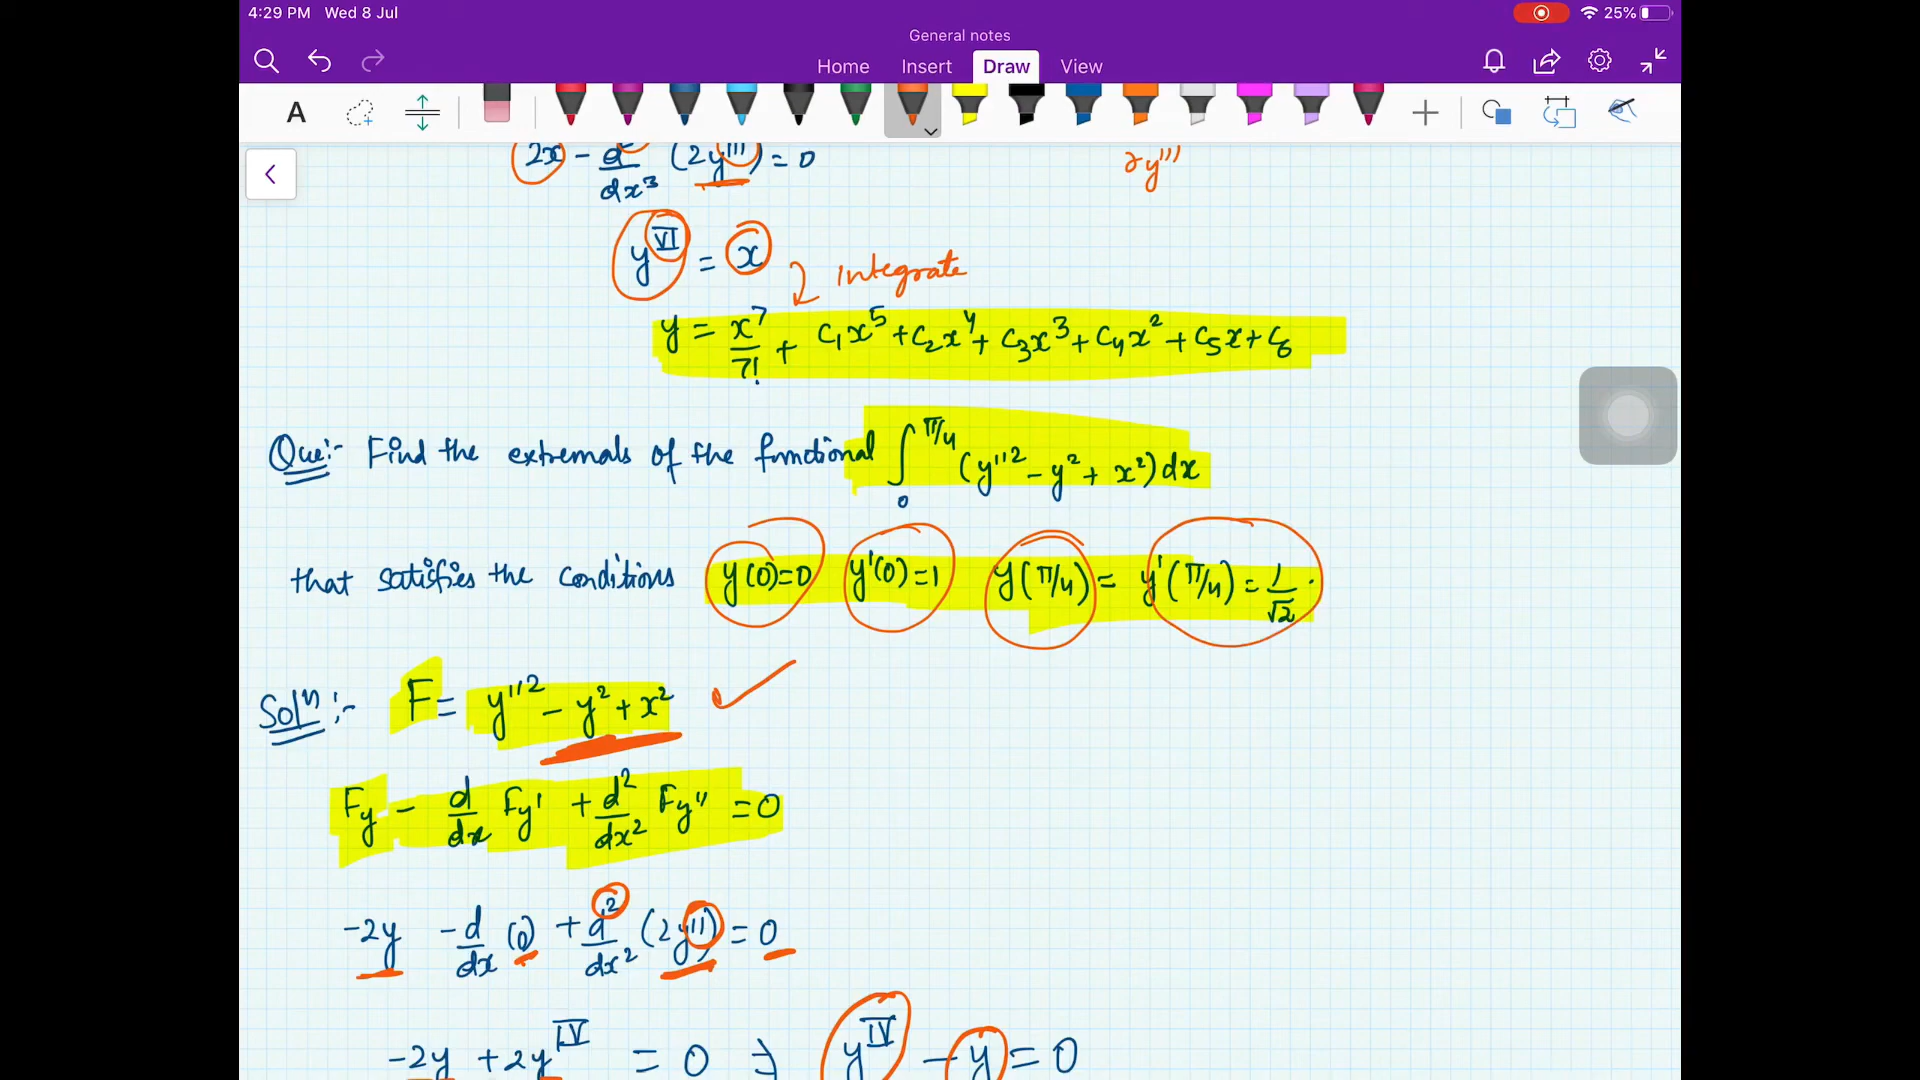 4:29 PM Wed 8 Jul 25%
General notes
Home Insert Draw View
A
2x - d³/dx³ (2y''') = 0 2y'''
y^VI = x
integrate
y = x⁷/7! + c₁x⁵ + c₂x⁴ + c₃x³ + c₄x² + c₅x + c₆
Que:- Find the extremals of the functional ∫₀^π/4 (y''² - y² + x²) dx
that satisfies the conditions y(0)=0 y'(0)=1 y(π/4) = y'(π/4) = 1/√2.
Solⁿ:- F = y''² - y² + x²
Fy - d/dx Fy' + d²/dx² Fy'' = 0
-2y - d/dx (0) + d²/dx² (2y'') = 0
-2y + 2y^IV = 0 ∋ y^IV - y = 0